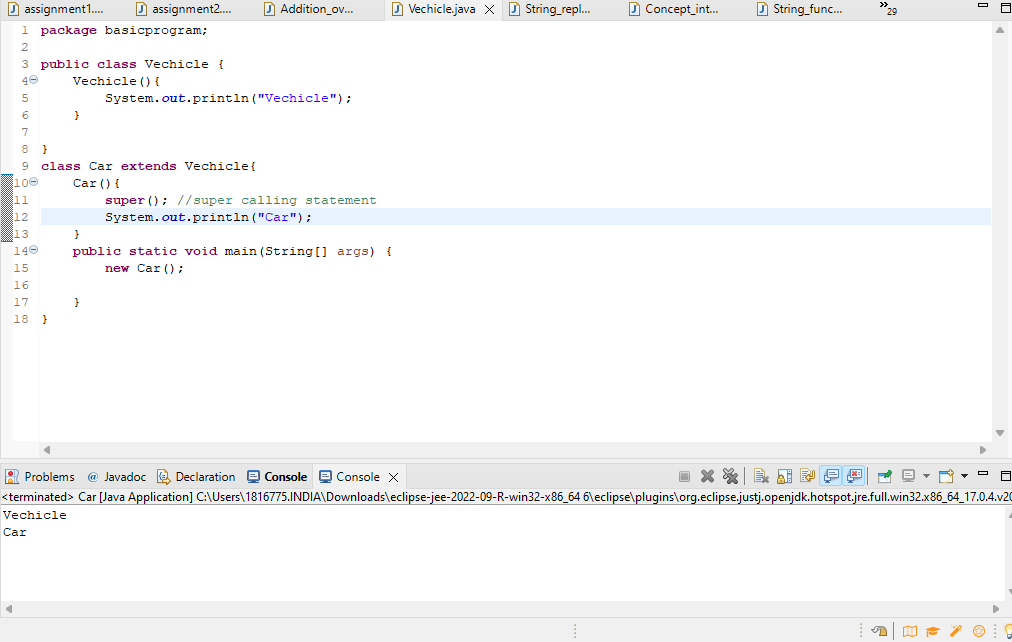 assignment1.... assignment2.... Addition_ov... Vechicle.java String_repl... Concept_int... String_func... »29
1 package basicprogram;
2
3 public class Vechicle {
4 Vechicle(){
5 System.out.println("Vechicle");
6 }
7
8 }
9 class Car extends Vechicle{
10 Car(){
11 super(); //super calling statement
12 System.out.println("Car");
13 }
14 public static void main(String[] args) {
15 new Car();
16
17 }
18 }
Problems @ Javadoc Declaration Console Console
<terminated> Car [Java Application] C:\Users\1816775.INDIA\Downloads\eclipse-jee-2022-09-R-win32-x86_64 6\eclipse\plugins\org.eclipse.justj.openjdk.hotspot.jre.full.win32.x86_64_17.0.4.v20
Vechicle
Car